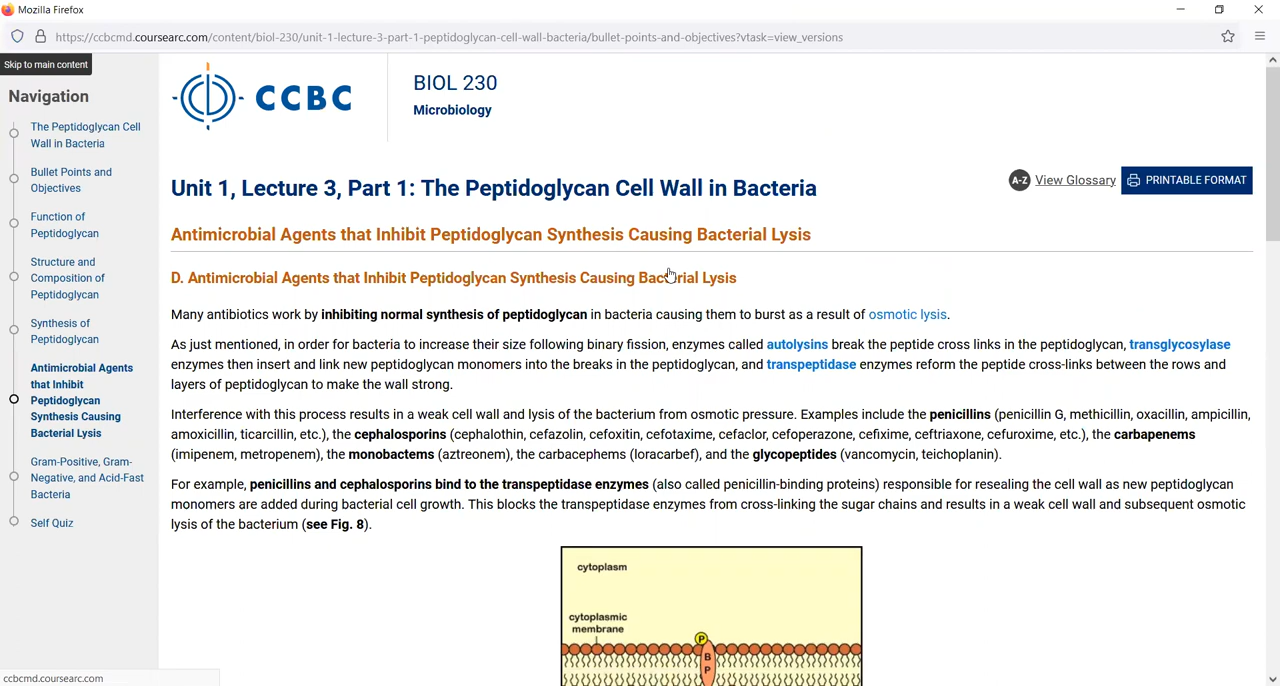 Mozilla Firefox
https://ccbcmd.coursearc.com/content/biol-230/unit-1-lecture-3-part-1-peptidoglycan-cell-wall-bacteria/bullet-points-and-objectives?vtask=view_versions
Skip to main content
Navigation
The Peptidoglycan Cell
Wall in Bacteria
Bullet Points and
Objectives
Function of
Peptidoglycan
Structure and
Composition of
Peptidoglycan
Synthesis of
Peptidoglycan
Antimicrobial Agents
that Inhibit
Peptidoglycan
Synthesis Causing
Bacterial Lysis
Gram-Positive, Gram-
Negative, and Acid-Fast
Bacteria
Self Quiz
CCBC
BIOL 230
Microbiology
Unit 1, Lecture 3, Part 1: The Peptidoglycan Cell Wall in Bacteria
A-Z View Glossary
PRINTABLE FORMAT
Antimicrobial Agents that Inhibit Peptidoglycan Synthesis Causing Bacterial Lysis
D. Antimicrobial Agents that Inhibit Peptidoglycan Synthesis Causing Bacterial Lysis
Many antibiotics work by inhibiting normal synthesis of peptidoglycan in bacteria causing them to burst as a result of osmotic lysis.
As just mentioned, in order for bacteria to increase their size following binary fission, enzymes called autolysins break the peptide cross links in the peptidoglycan, transglycosylase
enzymes then insert and link new peptidoglycan monomers into the breaks in the peptidoglycan, and transpeptidase enzymes reform the peptide cross-links between the rows and
layers of peptidoglycan to make the wall strong.
Interference with this process results in a weak cell wall and lysis of the bacterium from osmotic pressure. Examples include the penicillins (penicillin G, methicillin, oxacillin, ampicillin,
amoxicillin, ticarcillin, etc.), the cephalosporins (cephalothin, cefazolin, cefoxitin, cefotaxime, cefaclor, cefoperazone, cefixime, ceftriaxone, cefuroxime, etc.), the carbapenems
(imipenem, metropenem), the monobactems (aztreonem), the carbacephems (loracarbef), and the glycopeptides (vancomycin, teichoplanin).
For example, penicillins and cephalosporins bind to the transpeptidase enzymes (also called penicillin-binding proteins) responsible for resealing the cell wall as new peptidoglycan
monomers are added during bacterial cell growth. This blocks the transpeptidase enzymes from cross-linking the sugar chains and results in a weak cell wall and subsequent osmotic
lysis of the bacterium (see Fig. 8).
cytoplasm
cytoplasmic
membrane
P
B
P
ccbcmd.coursearc.com